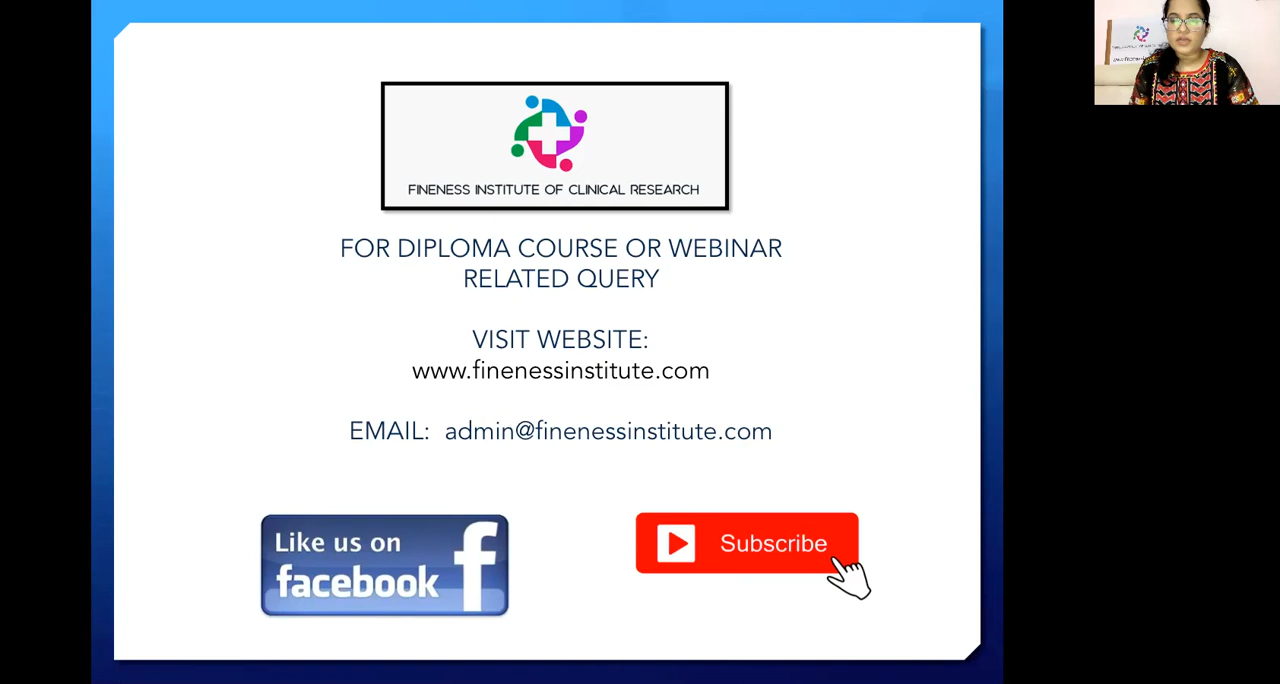 FINENESS INSTITUTE OF CLINICAL RESEARCH
FOR DIPLOMA COURSE OR WEBINAR
RELATED QUERY
VISIT WEBSITE:
www.finenessinstitute.com
EMAIL: admin@finenessinstitute.com
Like us on
facebook
Subscribe